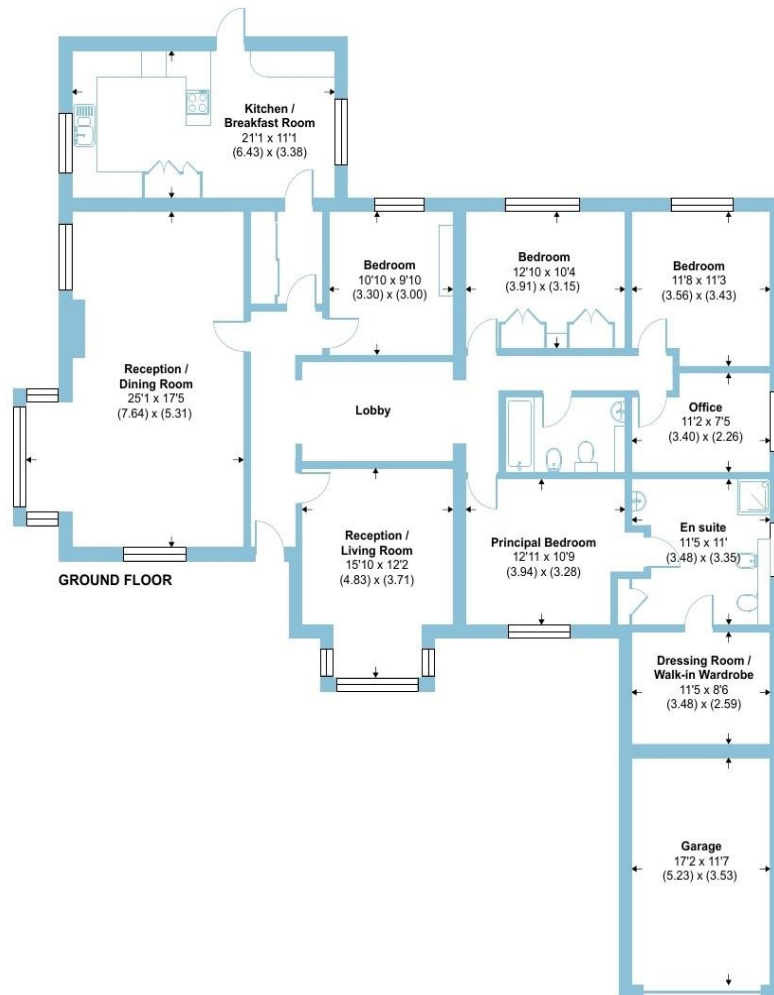 Kitchen /
Breakfast Room
21'1 x 11'1
(6.43) x (3.38)
Bedroom
10'10 x 9'10
(3.30) x (3.00)
Bedroom
12'10 x 10'4
(3.91) x (3.15)
Bedroom
11'8 x 11'3
(3.56) x (3.43)
Reception /
Dining Room
25'1 x 17'5
(7.64) x (5.31)
Lobby
Office
11'2 x 7'5
(3.40) x (2.26)
Reception /
Living Room
15'10 x 12'2
(4.83) x (3.71)
Principal Bedroom
12'11 x 10'9
(3.94) x (3.28)
En suite
11'5 x 11'
(3.48) x (3.35)
GROUND FLOOR
Dressing Room /
Walk-in Wardrobe
11'5 x 8'6
(3.48) x (2.59)
Garage
17'2 x 11'7
(5.23) x (3.53)